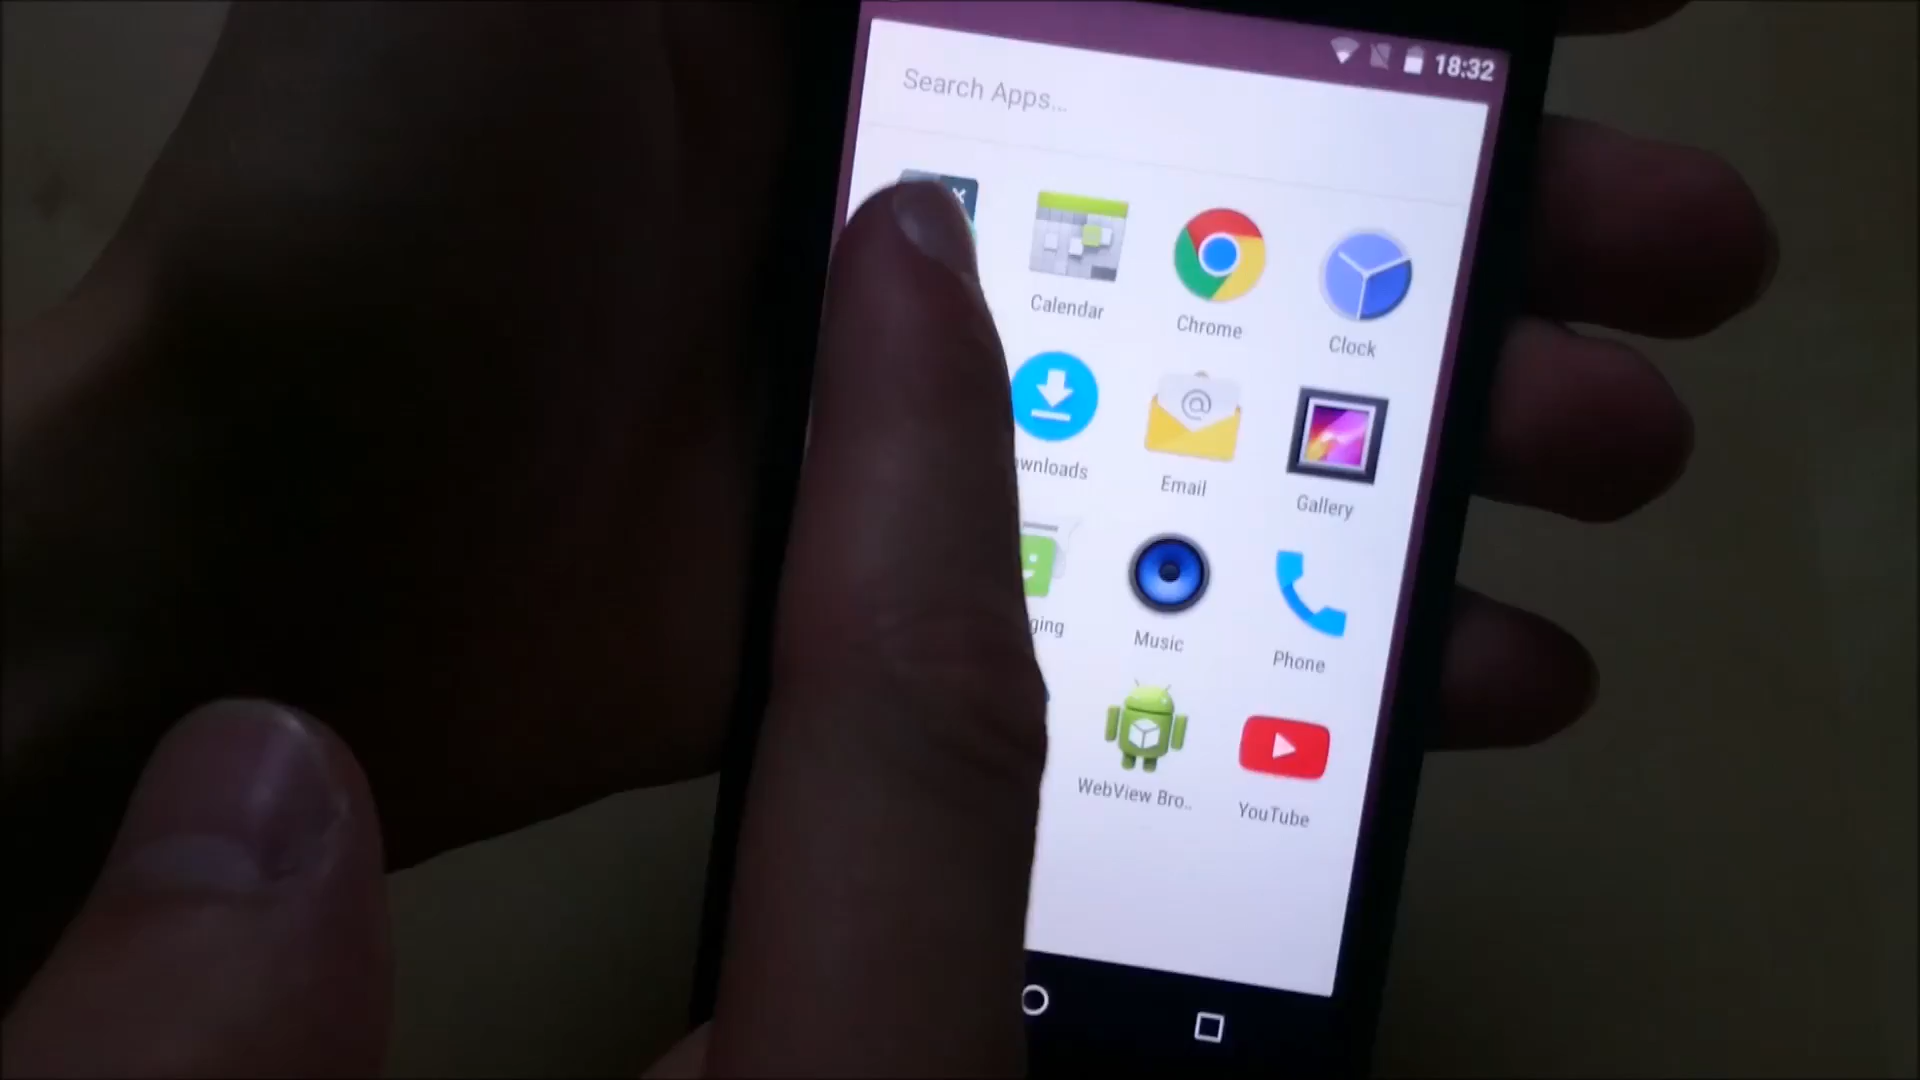 18:32
Search Apps...
Calendar
Chrome
Clock
wnloads
Email
Gallery
ging
Music
Phone
WebView Bro..
YouTube